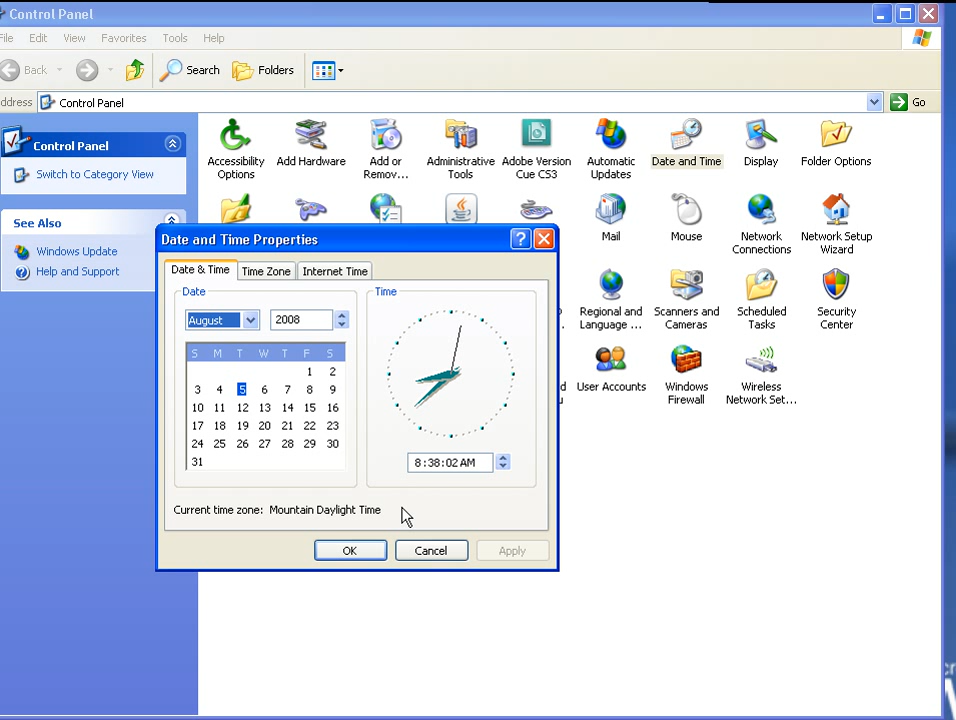 Control Panel
File Edit View Favorites Tools Help
Back Search Folders
Address Control Panel Go
Control Panel
Switch to Category View
See Also
Windows Update
Help and Support
Accessibility Options
Add Hardware
Add or Remov...
Administrative Tools
Adobe Version Cue CS3
Automatic Updates
Date and Time
Display
Folder Options
Mail
Mouse
Network Connections
Network Setup Wizard
Regional and Language ...
Scanners and Cameras
Scheduled Tasks
Security Center
User Accounts
Windows Firewall
Wireless Network Set...
Date and Time Properties
Date & Time Time Zone Internet Time
Date
August 2008
S M T W T F S
1 2
3 4 5 6 7 8 9
10 11 12 13 14 15 16
17 18 19 20 21 22 23
24 25 26 27 28 29 30
31
Time
8:38:02 AM
Current time zone: Mountain Daylight Time
OK Cancel Apply